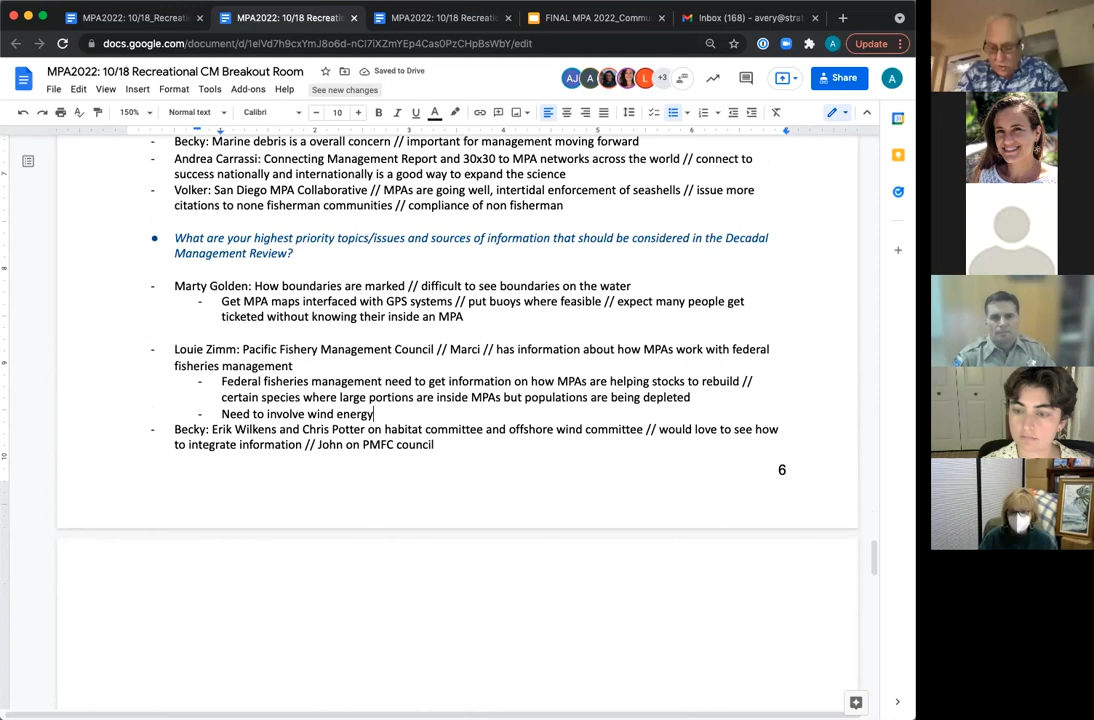 MPA2022: 10/18_Recreati
MPA2022: 10/18 Recreatio
MPA2022: 10/18 Recreatio
FINAL MPA 2022_Commu
Inbox (168) – avery@strat
docs.google.com/document/d/1elVd7h9cxYmJ8o6d-nCl7iXZmYEp4Cas0PzCHpBsWbY/edit
Update
MPA2022: 10/18 Recreational CM Breakout Room
Saved to Drive
File Edit View Insert Format Tools Add-ons Help See new changes
AJ A L +3
Share
A
150% Normal text Calibri 10
2 3 4 5 6
- Becky: Marine debris is a overall concern // important for management moving forward
- Andrea Carrassi: Connecting Management Report and 30x30 to MPA networks across the world // connect to
success nationally and internationally is a good way to expand the science
- Volker: San Diego MPA Collaborative // MPAs are going well, intertidal enforcement of seashells // issue more
citations to none fisherman communities // compliance of non fisherman
● What are your highest priority topics/issues and sources of information that should be considered in the Decadal
Management Review?
- Marty Golden: How boundaries are marked // difficult to see boundaries on the water
- Get MPA maps interfaced with GPS systems // put buoys where feasible // expect many people get
ticketed without knowing their inside an MPA
- Louie Zimm: Pacific Fishery Management Council // Marci // has information about how MPAs work with federal
fisheries management
- Federal fisheries management need to get information on how MPAs are helping stocks to rebuild //
certain species where large portions are inside MPAs but populations are being depleted
- Need to involve wind energy
- Becky: Erik Wilkens and Chris Potter on habitat committee and offshore wind committee // would love to see how
to integrate information // John on PMFC council
6